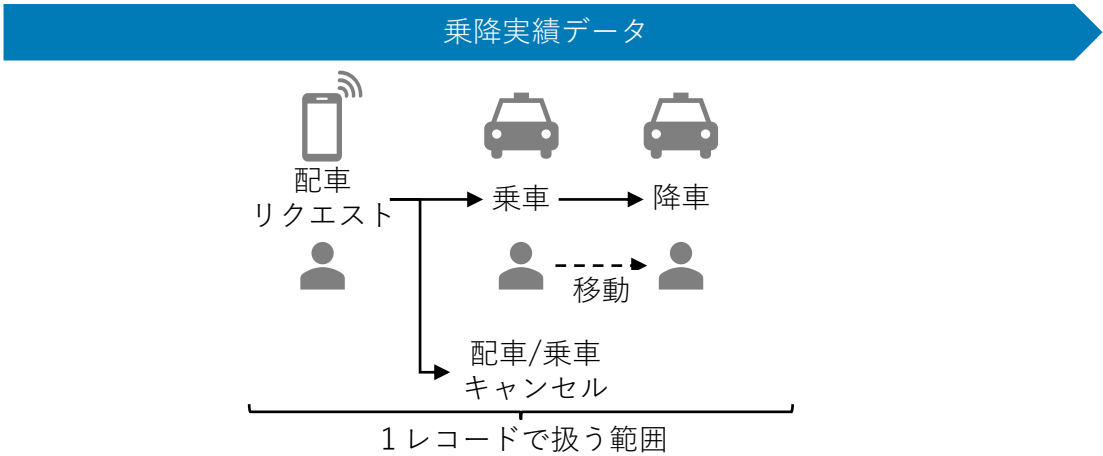 乗降実績データ
配車
リクエスト
乗車
降車
移動
配車/乗車
キャンセル
1レコードで扱う範囲